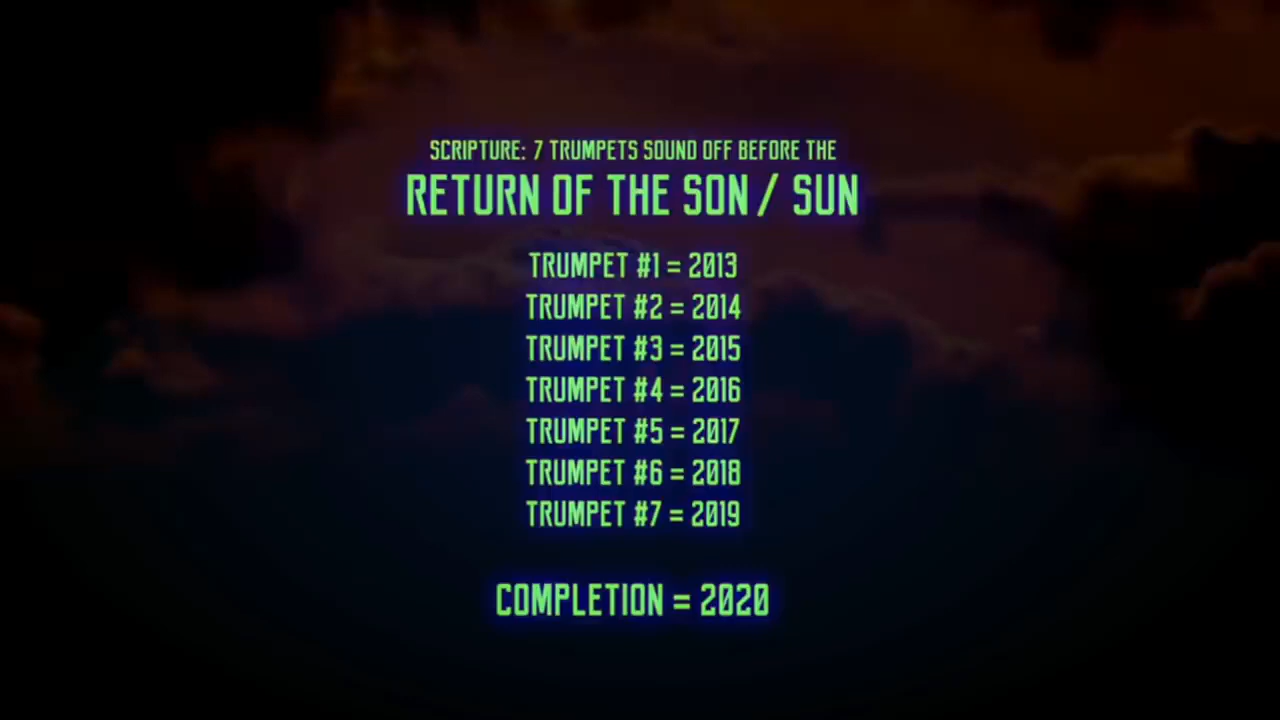 SCRIPTURE: 7 TRUMPETS SOUND OFF BEFORE THE
RETURN OF THE SON / SUN
TRUMPET #1 = 2013
TRUMPET #2 = 2014
TRUMPET #3 = 2015
TRUMPET #4 = 2016
TRUMPET #5 = 2017
TRUMPET #6 = 2018
TRUMPET #7 = 2019
COMPLETION = 2020